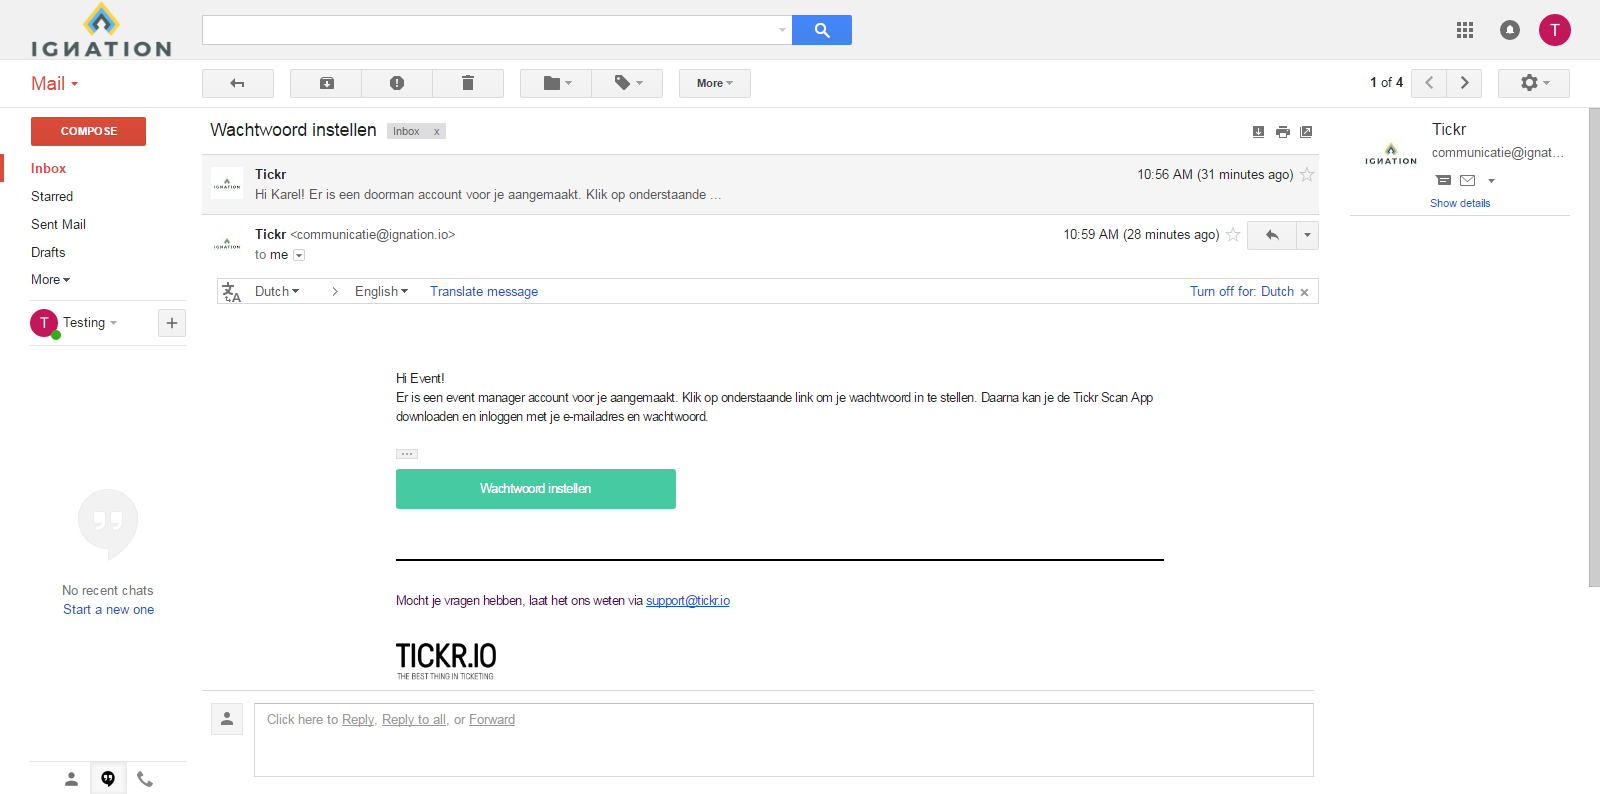 IGNATION
Mail
More
1 of 4
COMPOSE
Inbox
Starred
Sent Mail
Drafts
More
T
Testing
No recent chats
Start a new one
Wachtwoord instellen
Inbox x
Tickr
10:56 AM (31 minutes ago)
Hi Karel! Er is een doorman account voor je aangemaakt. Klik op onderstaande ...
IGNATION
Tickr <communicatie@ignation.io>
10:59 AM (28 minutes ago)
to me
IGNATION
Dutch
English
Translate message
Turn off for: Dutch
Hi Event!
Er is een event manager account voor je aangemaakt. Klik op onderstaande link om je wachtwoord in te stellen. Daarna kan je de Tickr Scan App
downloaden en inloggen met je e-mailadres en wachtwoord.
Wachtwoord instellen
Mocht je vragen hebben, laat het ons weten via support@tickr.io
TICKR.IO
THE BEST THING IN TICKETING
Click here to Reply, Reply to all, or Forward
T
Tickr
communicatie@ignat...
IGNATION
Show details